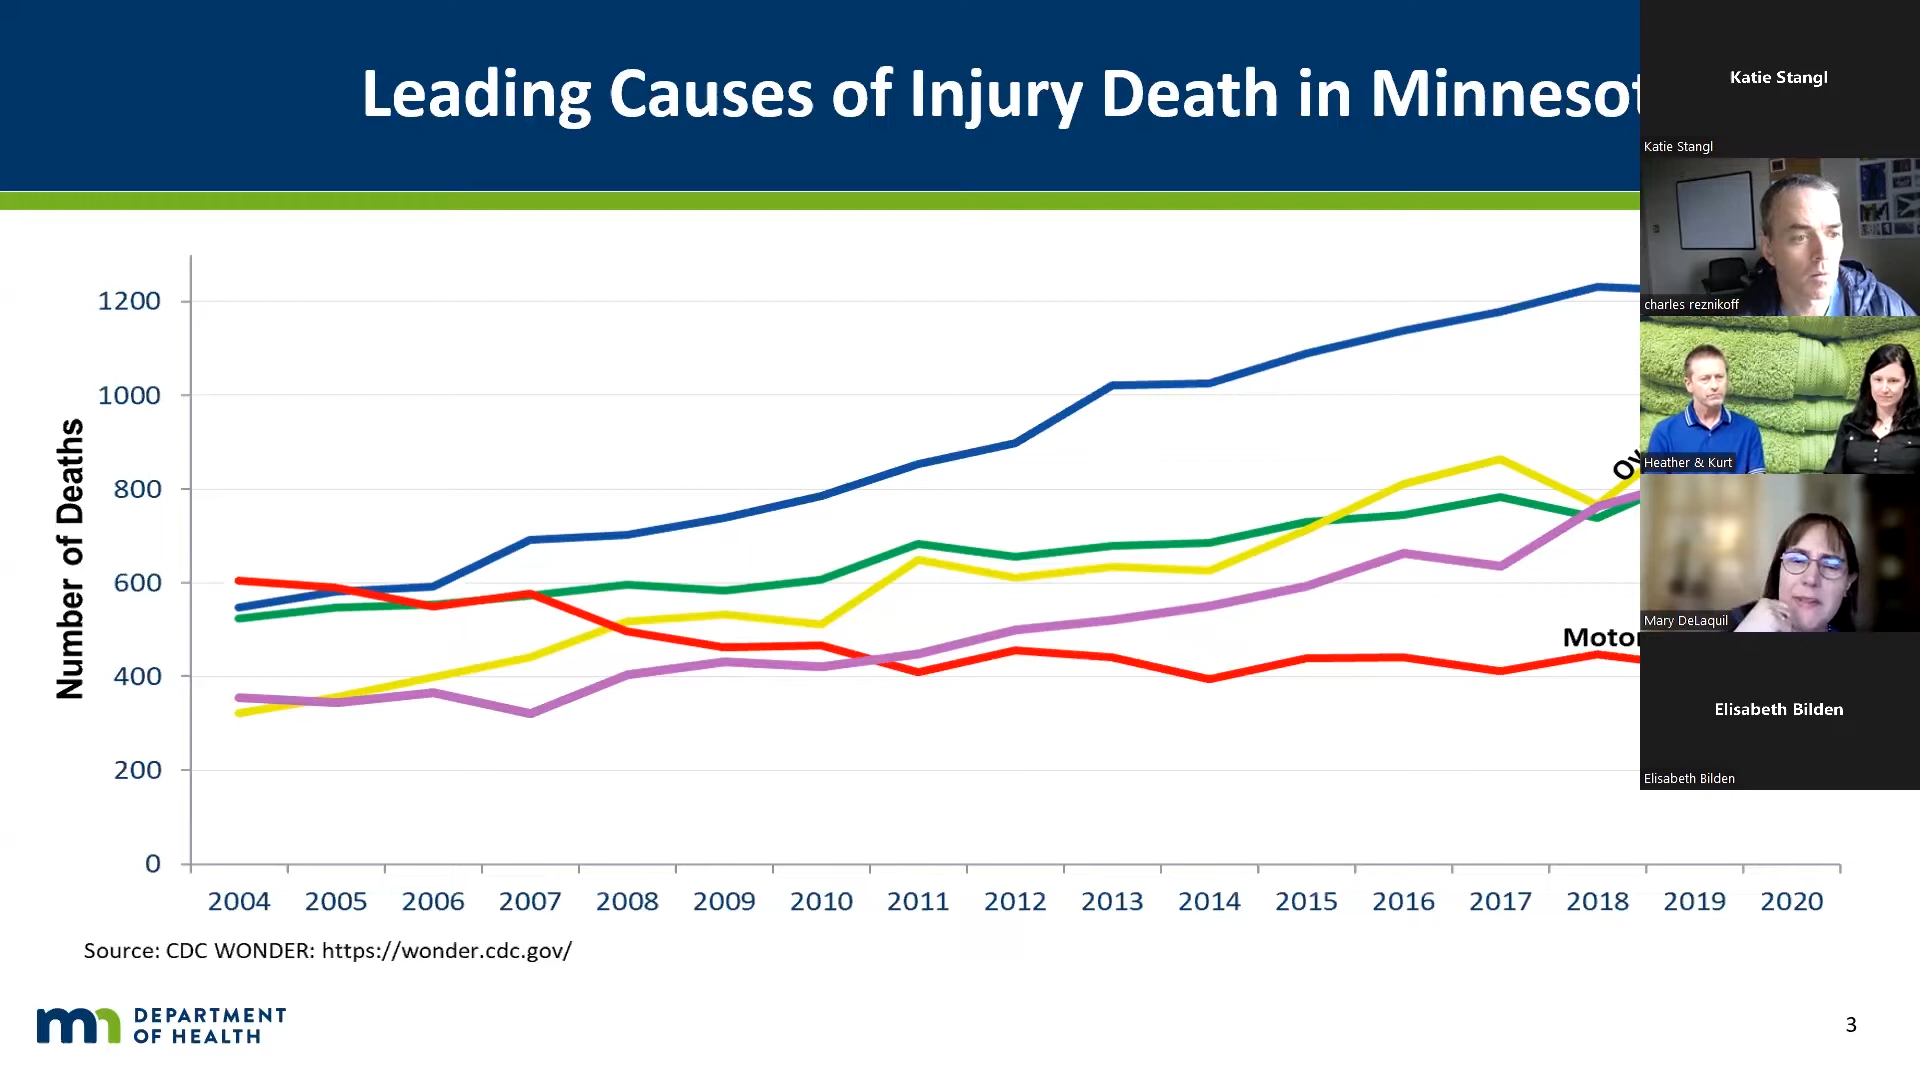 Leading Causes of Injury Death in Minnesot
Katie Stangl
Katie Stangl
charles reznikoff
Heather & Kurt
Mary DeLaquil
Elisabeth Bilden
Elisabeth Bilden
Number of Deaths
1200
1000
800
600
400
200
0
Ov
Motor
2004 2005 2006 2007 2008 2009 2010 2011 2012 2013 2014 2015 2016 2017 2018 2019 2020
Source: CDC WONDER: https://wonder.cdc.gov/
mn DEPARTMENT
OF HEALTH
3